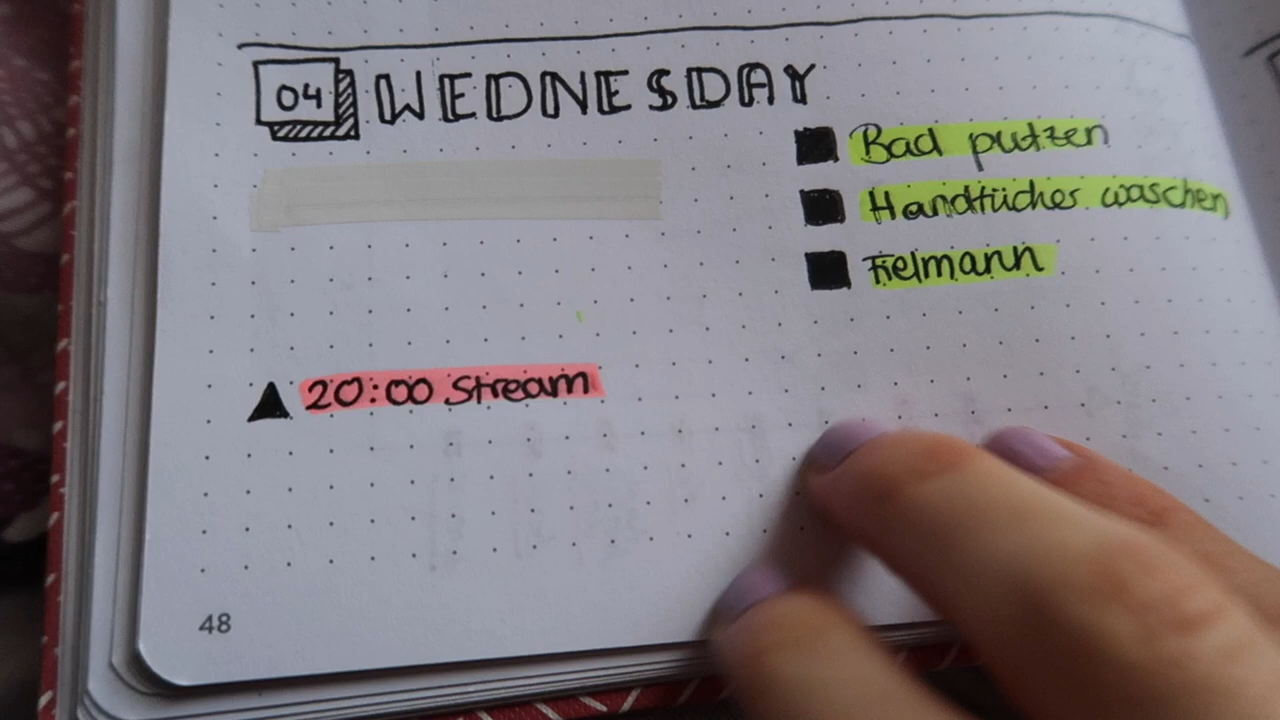 04 WEDNESDAY
Bad putzen
Handtücher waschen
Fielmann
20:00 Stream
48